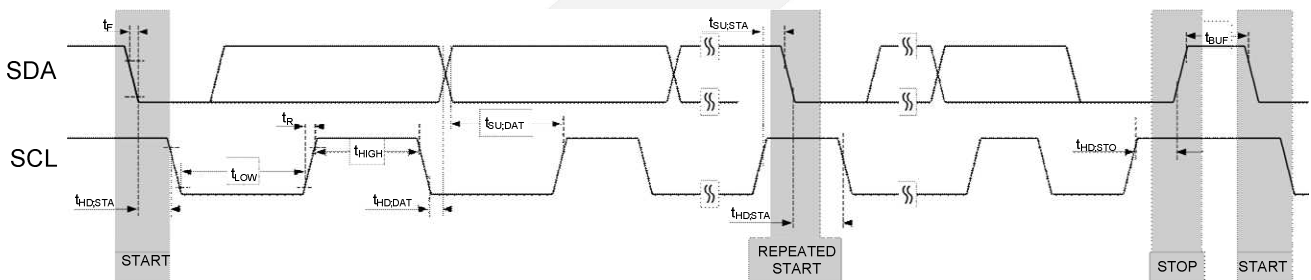 tF
tSU;STA
tBUF
SDA
tR
tSU;DAT
SCL
tHIGH
tHD;STO
tLOW
tHD;STA
tHD;DAT
tHD;STA
START
REPEATED
START
STOP
START